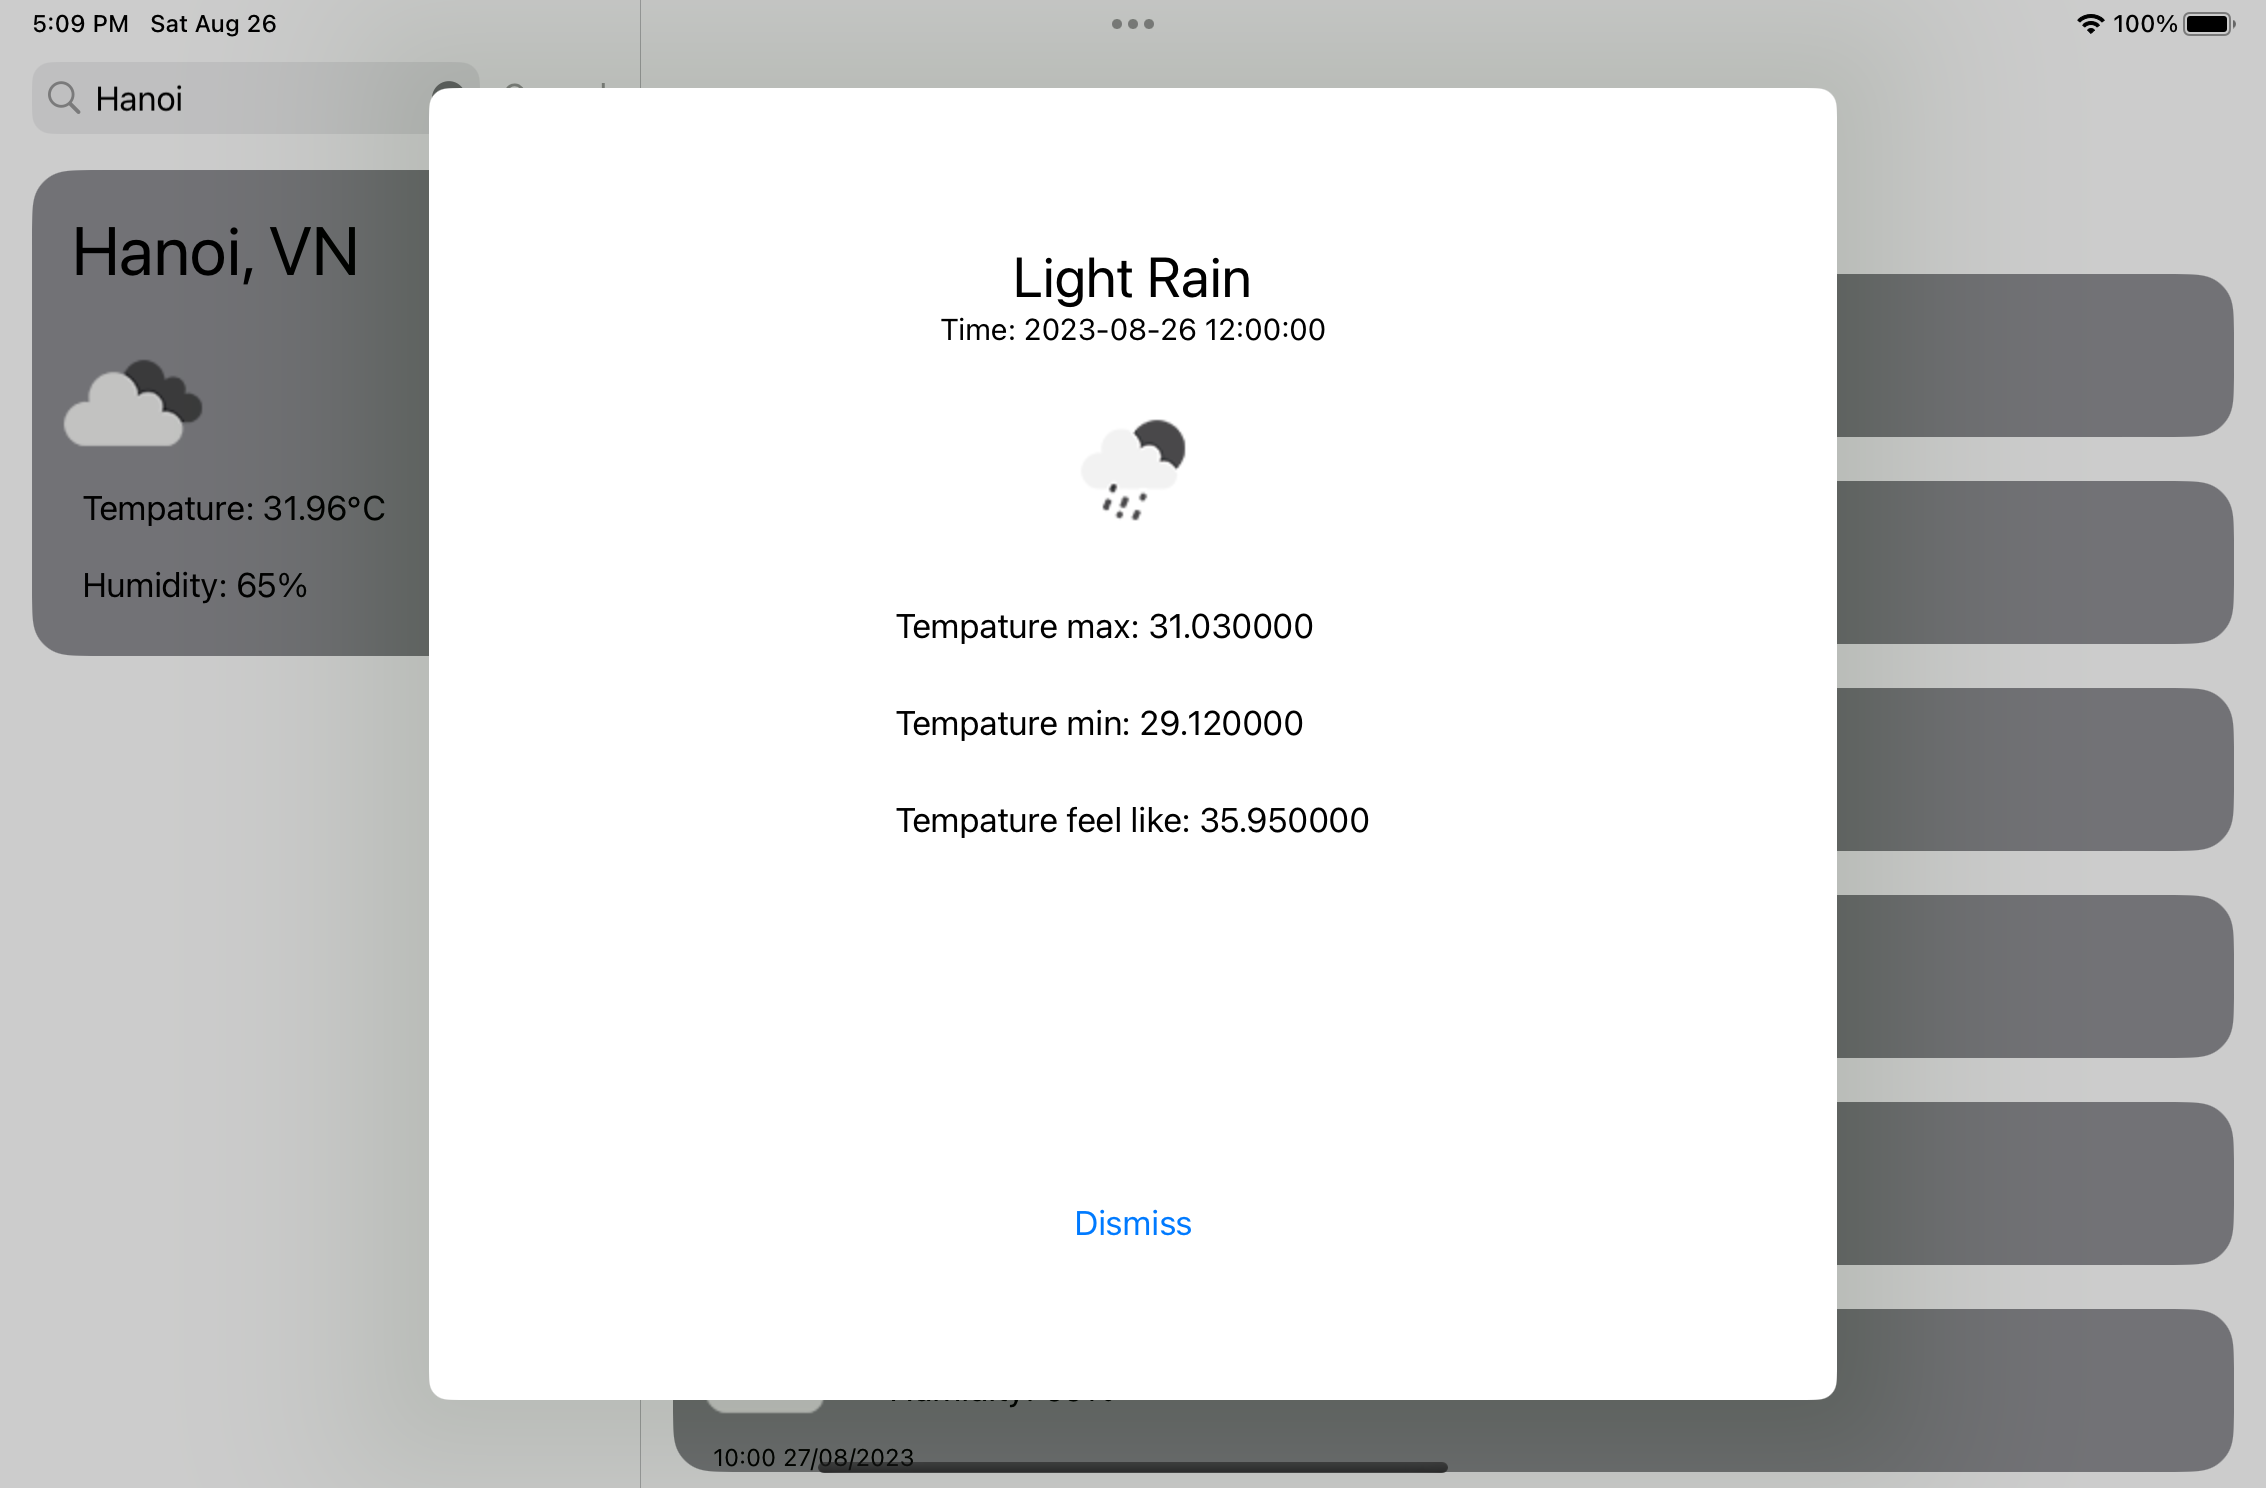 5:09 PM Sat Aug 26
100%
Hanoi
Hanoi, VN
Tempature: 31.96°C
Humidity: 65%
Light Rain
Time: 2023-08-26 12:00:00
Tempature max: 31.030000
Tempature min: 29.120000
Tempature feel like: 35.950000
Dismiss
10:00 27/08/2023